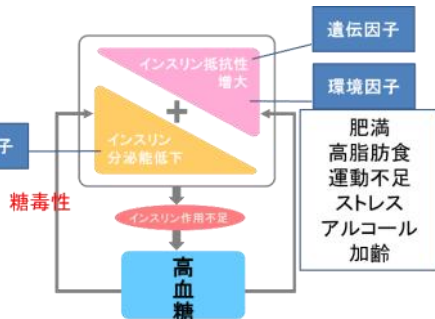 遺伝因子
インスリン抵抗性
増大
環境因子
肥満
高脂肪食
運動不足
ストレス
アルコール
加齢
+
インスリン
分泌能低下
子
糖毒性
インスリン作用不足
高
血
糖